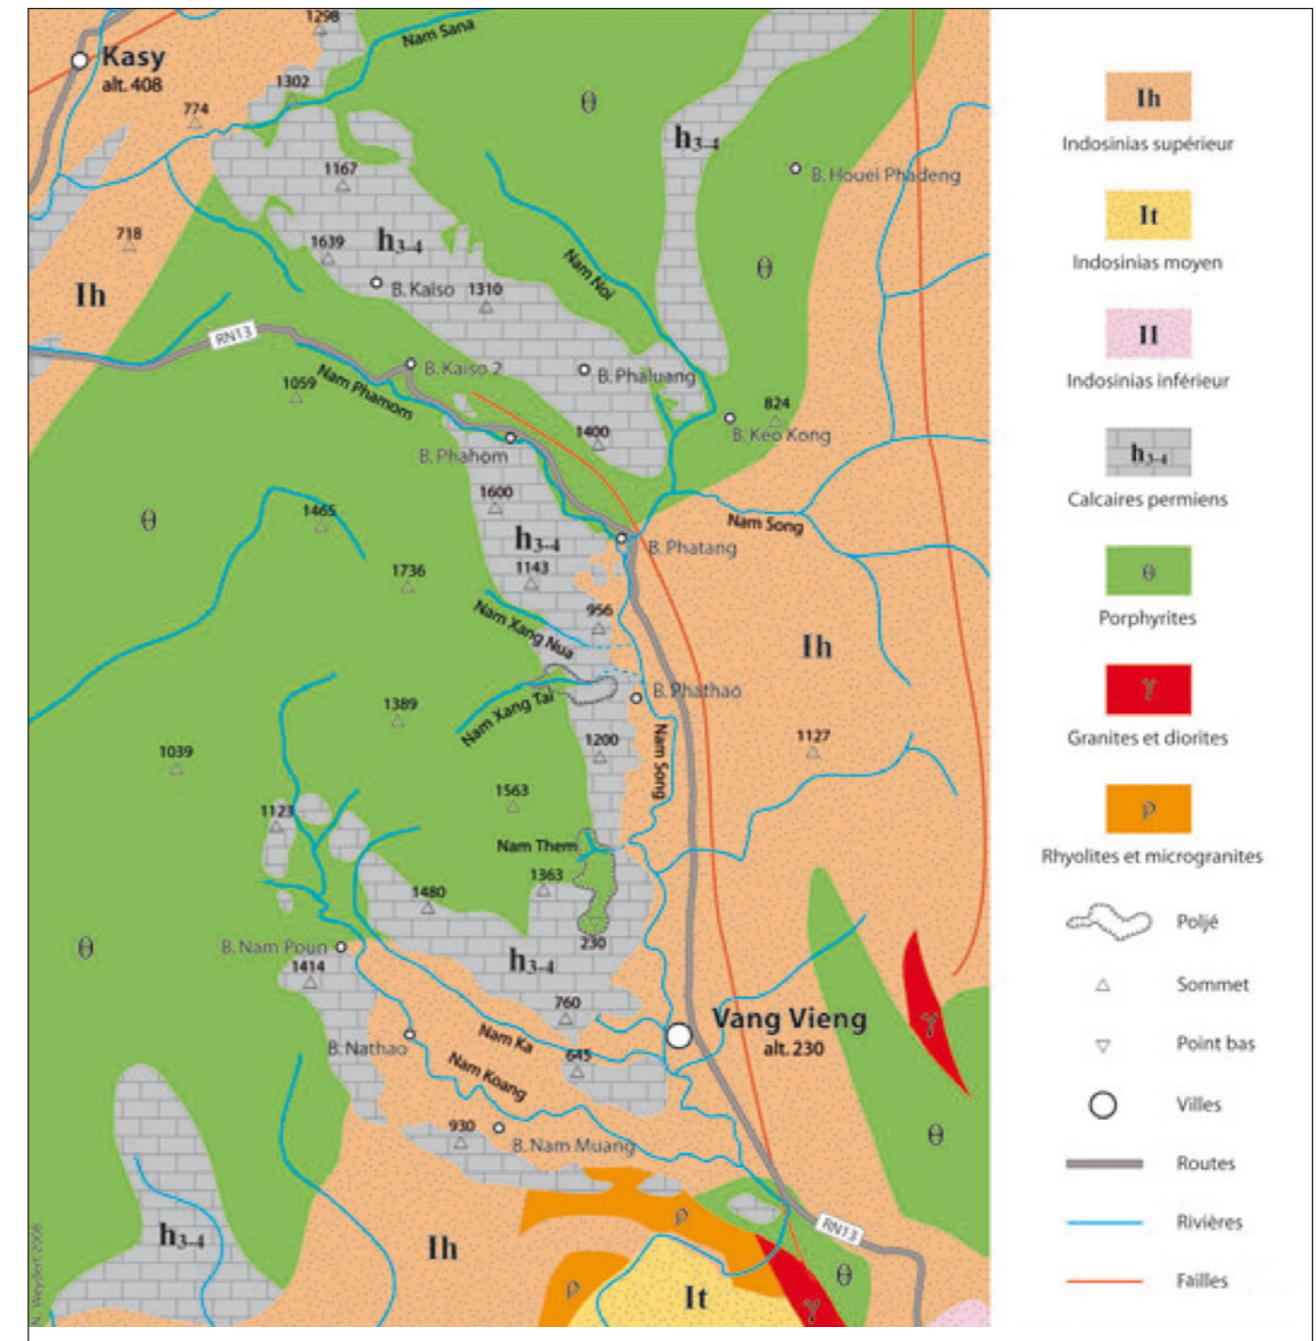 1298
Nam Sana
Kasy
alt. 408
1302
774
θ
h3-4
1167
B. Houei Phadeng
718
1639
h3-4
Nam Noi
θ
B. Kaiso
1310
Ih
RN13
B. Kaiso 2
B. Phaluang
1059
Nam Phamom
824
B. Keo Kong
1400
B. Phahom
1600
1465
θ
h3-4
Nam Song
B. Phatang
1143
1736
956
Nam Xang Nua
Ih
B. Phathao
1389
Nam Xang Tai
1039
1200
Nam Song
1127
1563
1123
Nam Them
1363
1480
θ
B. Nam Poun
230
1414
h3-4
760
Vang Vieng
alt. 230
γ
Nam Ka
B. Nathao
645
Nam Koang
930
B. Nam Muang
θ
ρ
h3-4
Ih
RN13
θ
ρ
It
γ
N. Weydert 2008
Ih
Indosinias supérieur
It
Indosinias moyen
II
Indosinias inférieur
h3-4
Calcaires permiens
θ
Porphyrites
γ
Granites et diorites
ρ
Rhyolites et microgranites
Poljé
Sommet
Point bas
Villes
Routes
Rivières
Failles